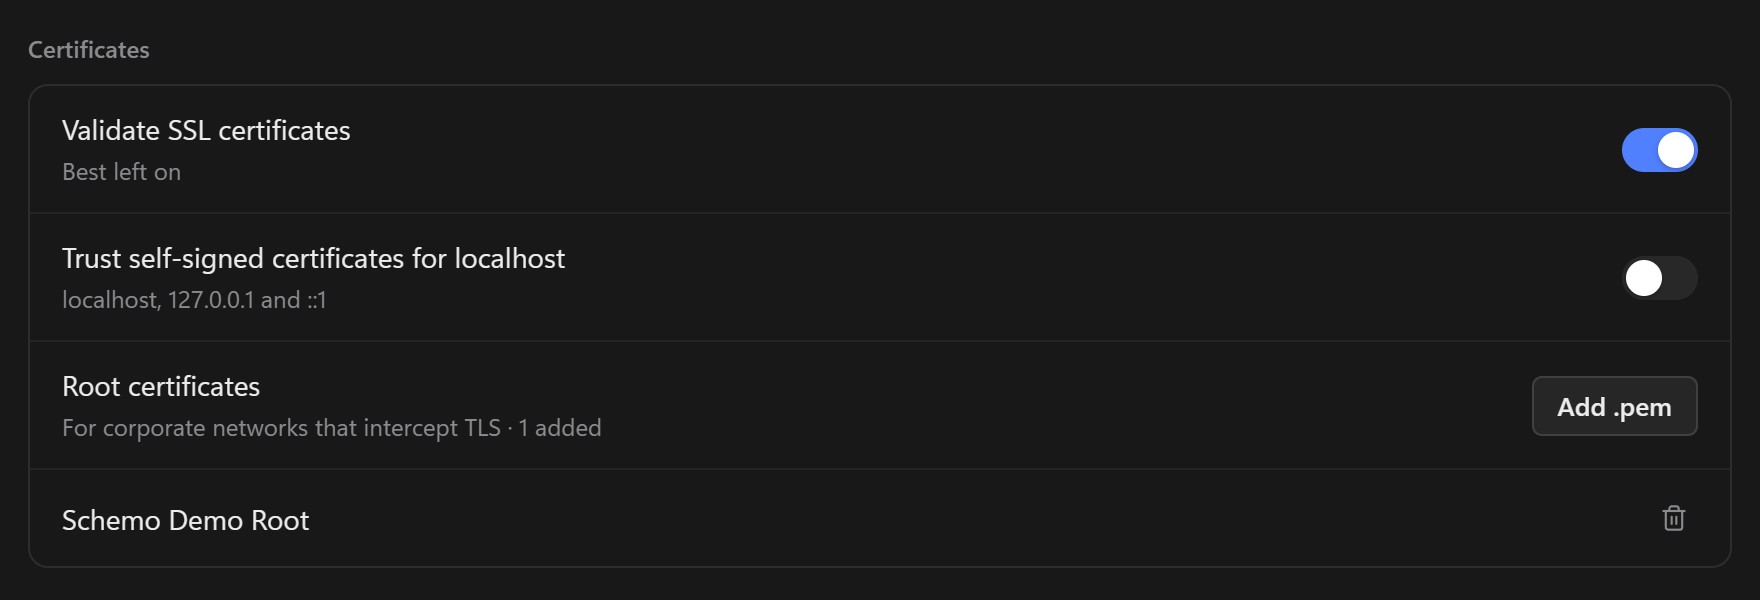 Certificates
Validate SSL certificates
Best left on
Trust self-signed certificates for localhost
localhost, 127.0.0.1 and ::1
Root certificates
For corporate networks that intercept TLS · 1 added
Add .pem
Schemo Demo Root